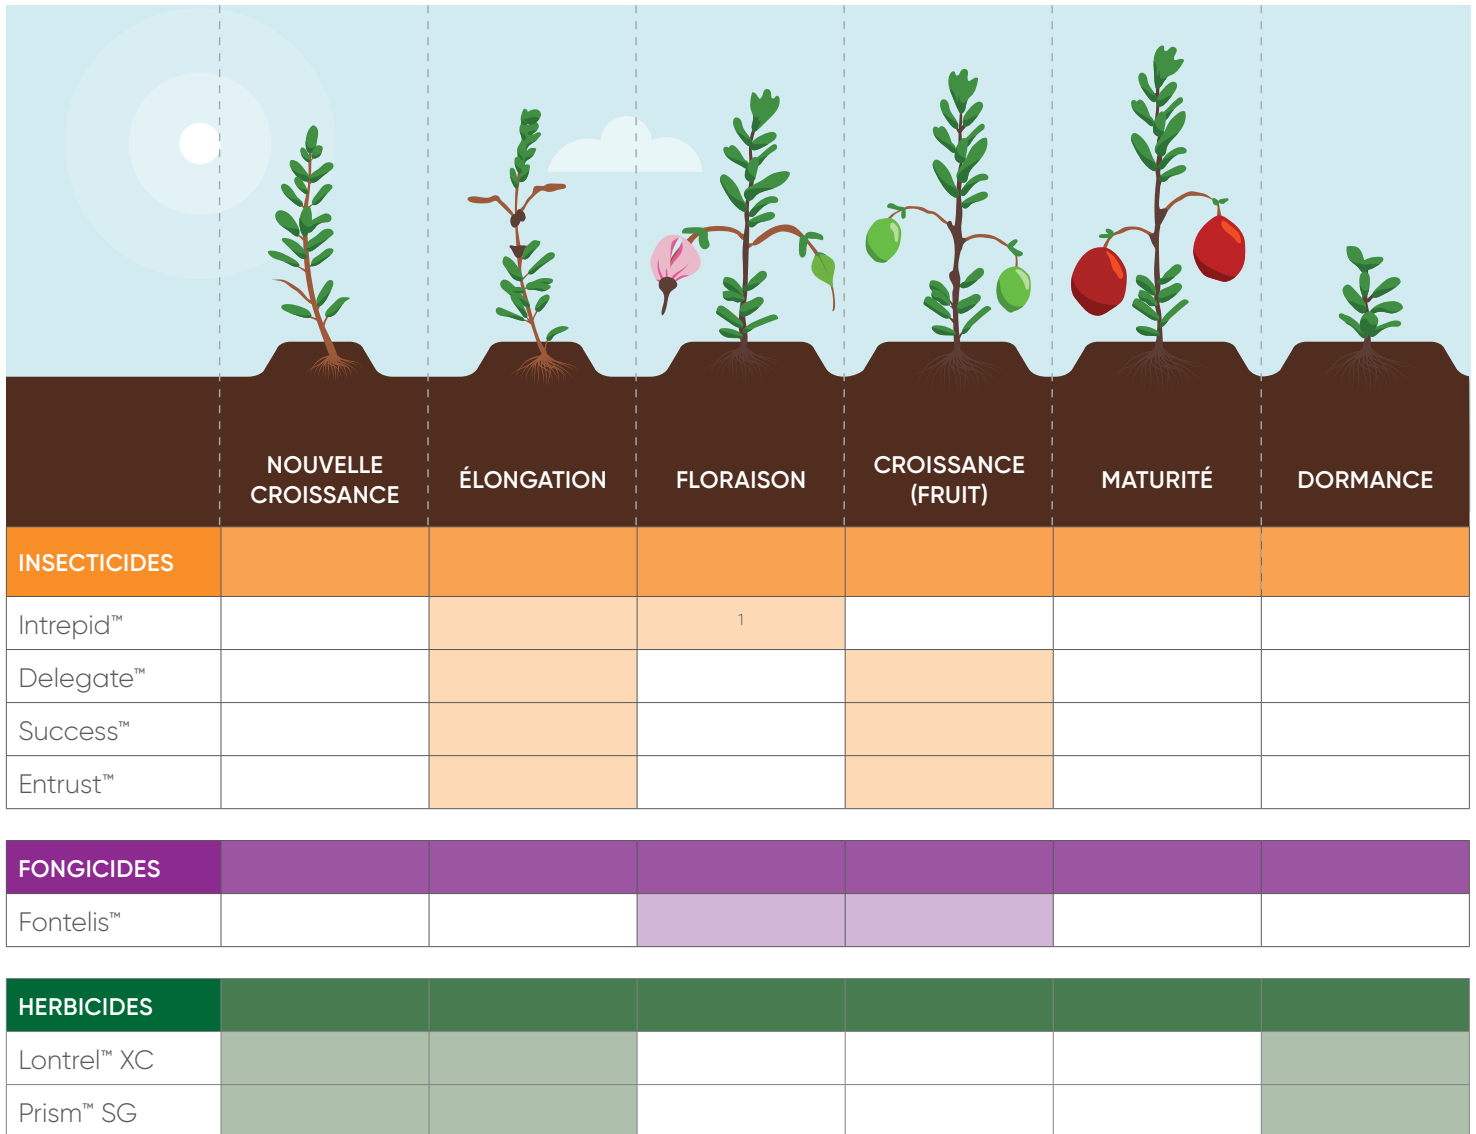 NOUVELLE
CROISSANCE
ÉLONGATION
FLORAISON
CROISSANCE
(FRUIT)
MATURITÉ
DORMANCE
INSECTICIDES
Intrepid™
1
Delegate™
Success™
Entrust™
FONGICIDES
Fontelis™
HERBICIDES
Lontrel™ XC
Prism™ SG